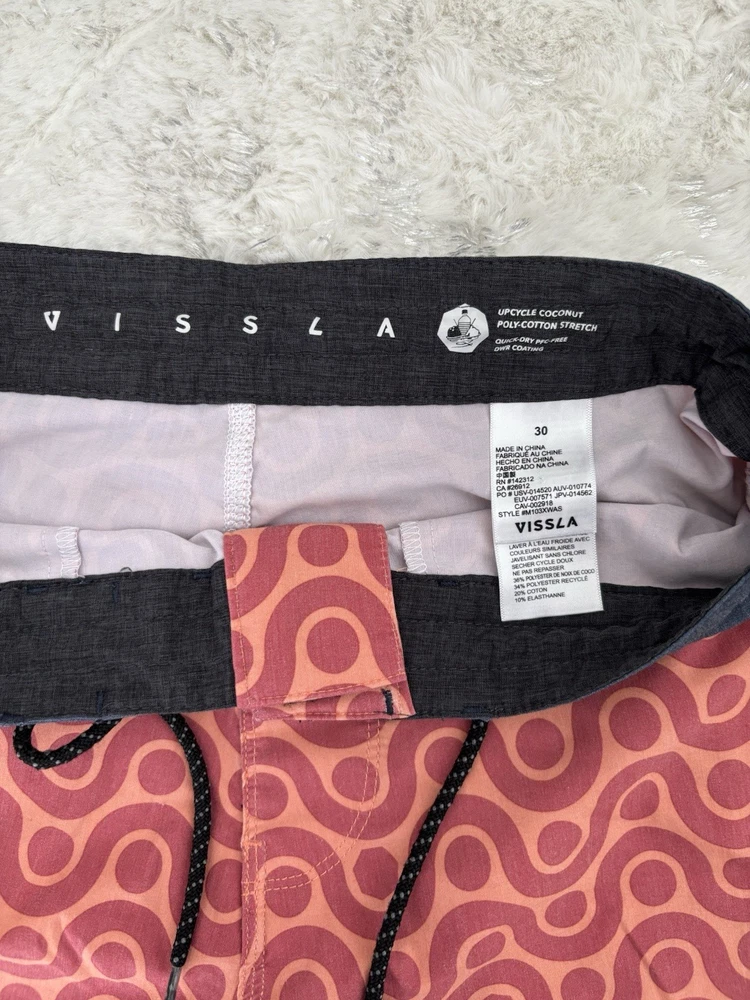 VISSLA
UPCYCLE COCONUT
POLY-COTTON STRETCH
QUICK-DRY PFC-FREE
DWR COATING
30
MADE IN CHINA
FABRIQUÉ AU CHINE
HECHO EN CHINA
FABRICADO NA CHINA
中国製
RN #142312
CA #26912
PO # USV-014520 AUV-010774
EUV-007571 JPV-014562
CAV-002918
STYLE #M103XWAS
VISSLA
LAVER À L'EAU FROIDE AVEC
COULEURS SIMILAIRES
JAVELISANT SANS CHLORE
SECHER CYCLE DOUX
NE PAS REPASSER
36% POLYESTER DE NOIX DE COCO
34% POLYESTER RECYCLÉ
20% COTON
10% ELASTHANNE